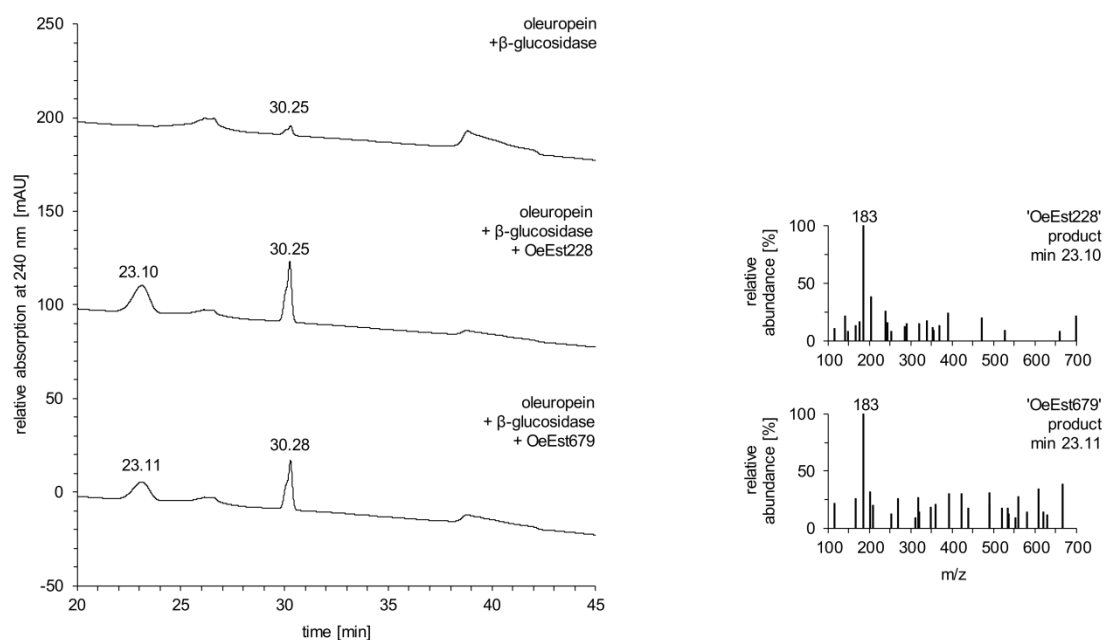 250
200
150
100
50
0
-50
relative absorption at 240 nm [mAU]
20
25
30
35
40
45
time [min]
oleuropein
+β-glucosidase
30.25
oleuropein
+ β-glucosidase
+ OeEst228
23.10
30.25
oleuropein
+ β-glucosidase
+ OeEst679
23.11
30.28
relative
abundance [%]
100
50
0
183
'OeEst228'
product
min 23.10
100 200 300 400 500 600 700
relative
abundance [%]
100
50
0
183
'OeEst679'
product
min 23.11
100 200 300 400 500 600 700
m/z